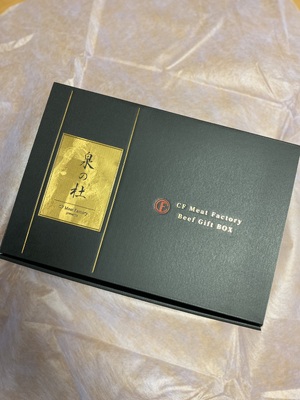 泉の杜
CF Meat Factory
CF Meat Factory
Beef Gift BOX